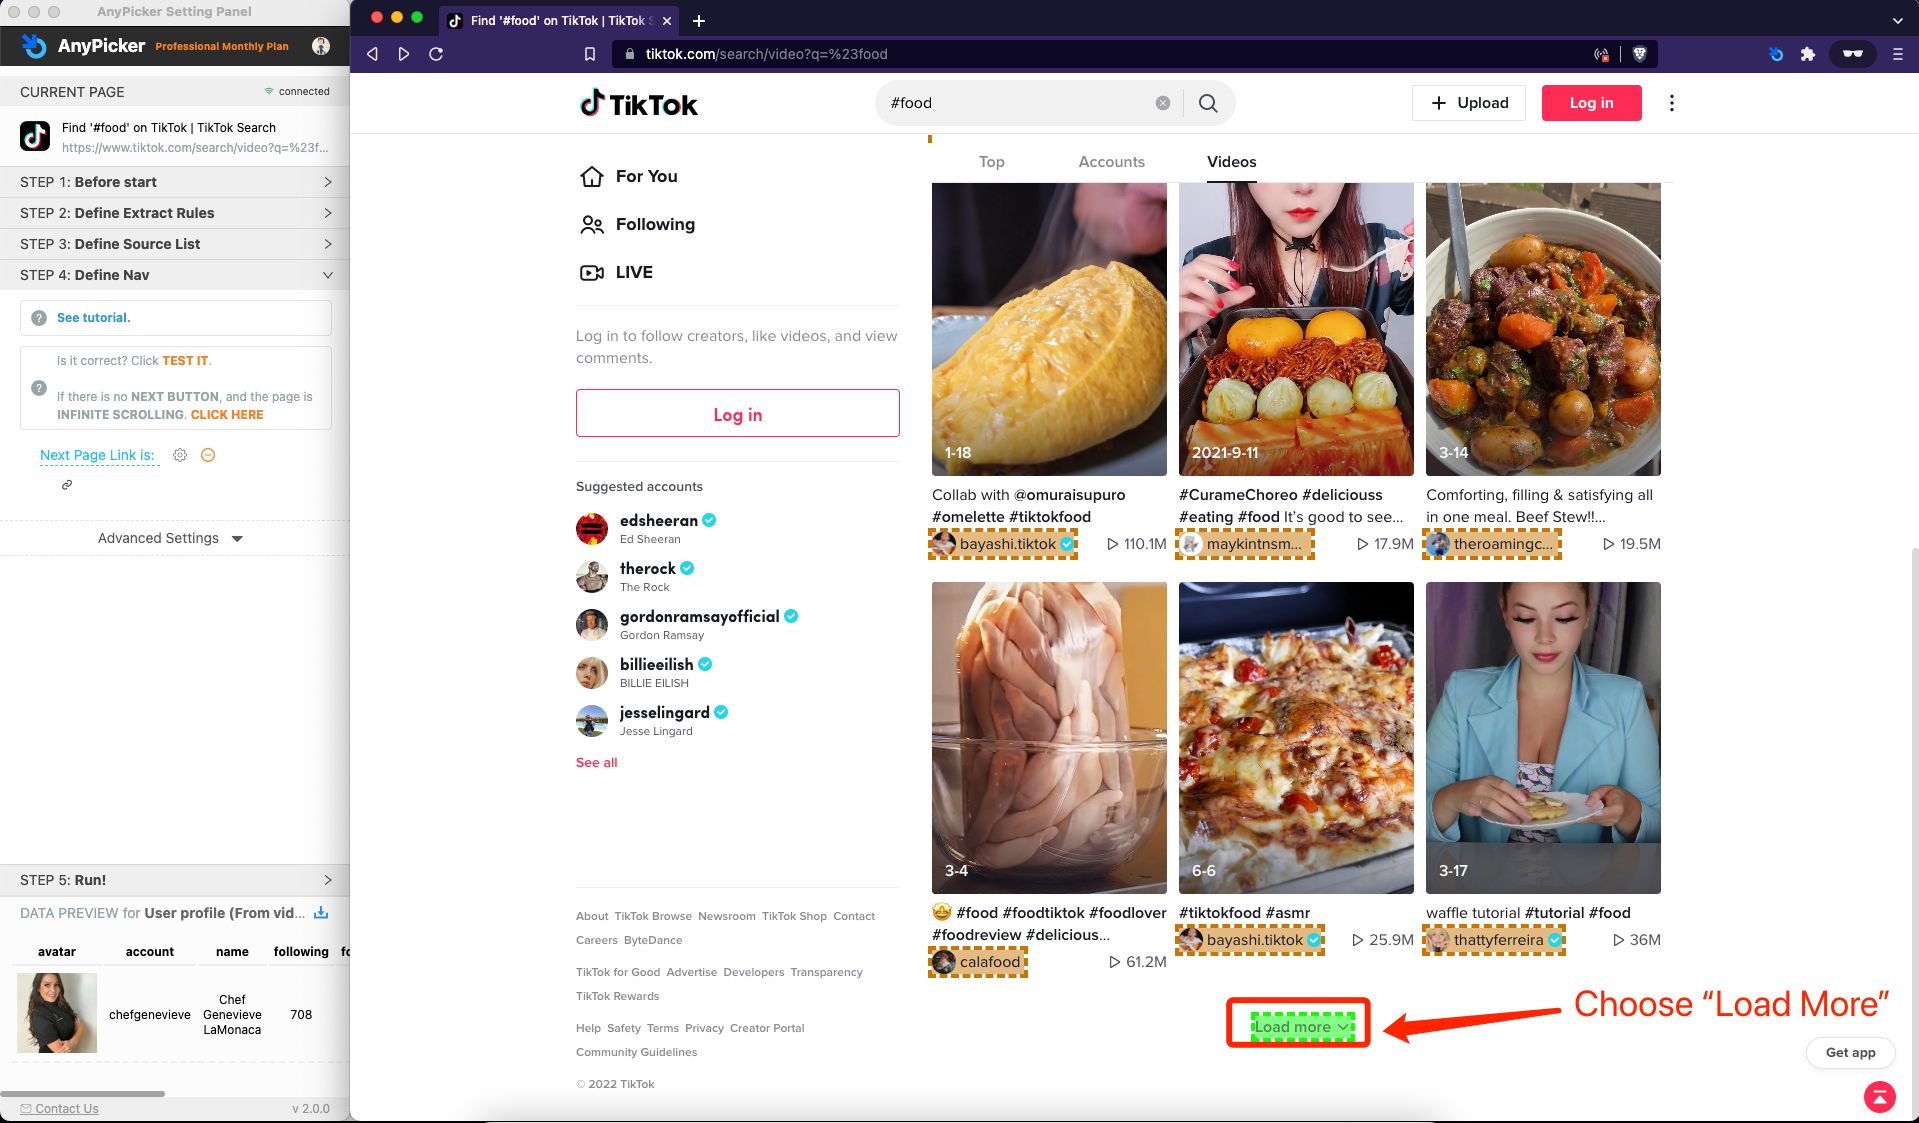 AnyPicker Setting Panel
AnyPicker Professional Monthly Plan
CURRENT PAGE connected
Find '#food' on TikTok | TikTok Search
https://www.tiktok.com/search/video?q=%23f...
STEP 1: Before start
STEP 2: Define Extract Rules
STEP 3: Define Source List
STEP 4: Define Nav
? See tutorial.
Is it correct? Click TEST IT.
?
If there is no NEXT BUTTON, and the page is
INFINITE SCROLLING. CLICK HERE
Next Page Link is:
Advanced Settings
STEP 5: Run!
DATA PREVIEW for User profile (From vid...
avatar account name following fo
chefgenevieve
Chef
Genevieve
LaMonaca
708
Contact Us v 2.0.0
Find '#food' on TikTok | TikTok S
tiktok.com/search/video?q=%23food
TikTok
#food
Upload
Log in
For You
Following
LIVE
Log in to follow creators, like videos, and view
comments.
Log in
Suggested accounts
edsheeran
Ed Sheeran
therock
The Rock
gordonramsayofficial
Gordon Ramsay
billieeilish
BILLIE EILISH
jesselingard
Jesse Lingard
See all
About TikTok Browse Newsroom TikTok Shop Contact
Careers ByteDance
TikTok for Good Advertise Developers Transparency
TikTok Rewards
Help Safety Terms Privacy Creator Portal
Community Guidelines
© 2022 TikTok
Top Accounts Videos
1-18
Collab with @omuraisupuro
#omelette #tiktokfood
bayashi.tiktok 110.1M
2021-9-11
#CurameChoreo #deliciouss
#eating #food It's good to see...
maykintnsm... 17.9M
3-14
Comforting, filling & satisfying all
in one meal. Beef Stew!!...
theroamingc... 19.5M
3-4
🤩 #food #foodtiktok #foodlover
#foodreview #delicious...
calafood 61.2M
6-6
#tiktokfood #asmr
bayashi.tiktok 25.9M
3-17
waffle tutorial #tutorial #food
thattyferreira 36M
Load more
Choose “Load More”
Get app